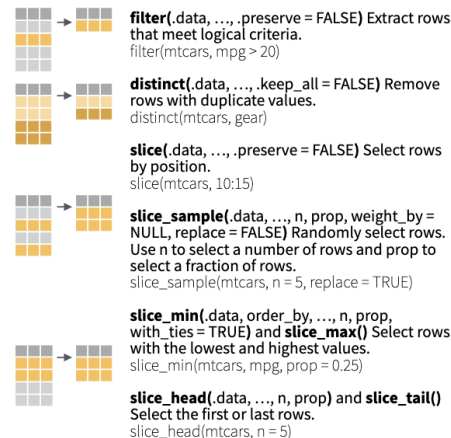 filter(.data, …, .preserve = FALSE) Extract rows
that meet logical criteria.
filter(mtcars, mpg > 20)
distinct(.data, …, .keep_all = FALSE) Remove
rows with duplicate values.
distinct(mtcars, gear)
slice(.data, …, .preserve = FALSE) Select rows
by position.
slice(mtcars, 10:15)
slice_sample(.data, …, n, prop, weight_by =
NULL, replace = FALSE) Randomly select rows.
Use n to select a number of rows and prop to
select a fraction of rows.
slice_sample(mtcars, n = 5, replace = TRUE)
slice_min(.data, order_by, …, n, prop,
with_ties = TRUE) and slice_max() Select rows
with the lowest and highest values.
slice_min(mtcars, mpg, prop = 0.25)
slice_head(.data, …, n, prop) and slice_tail()
Select the first or last rows.
slice_head(mtcars, n = 5)